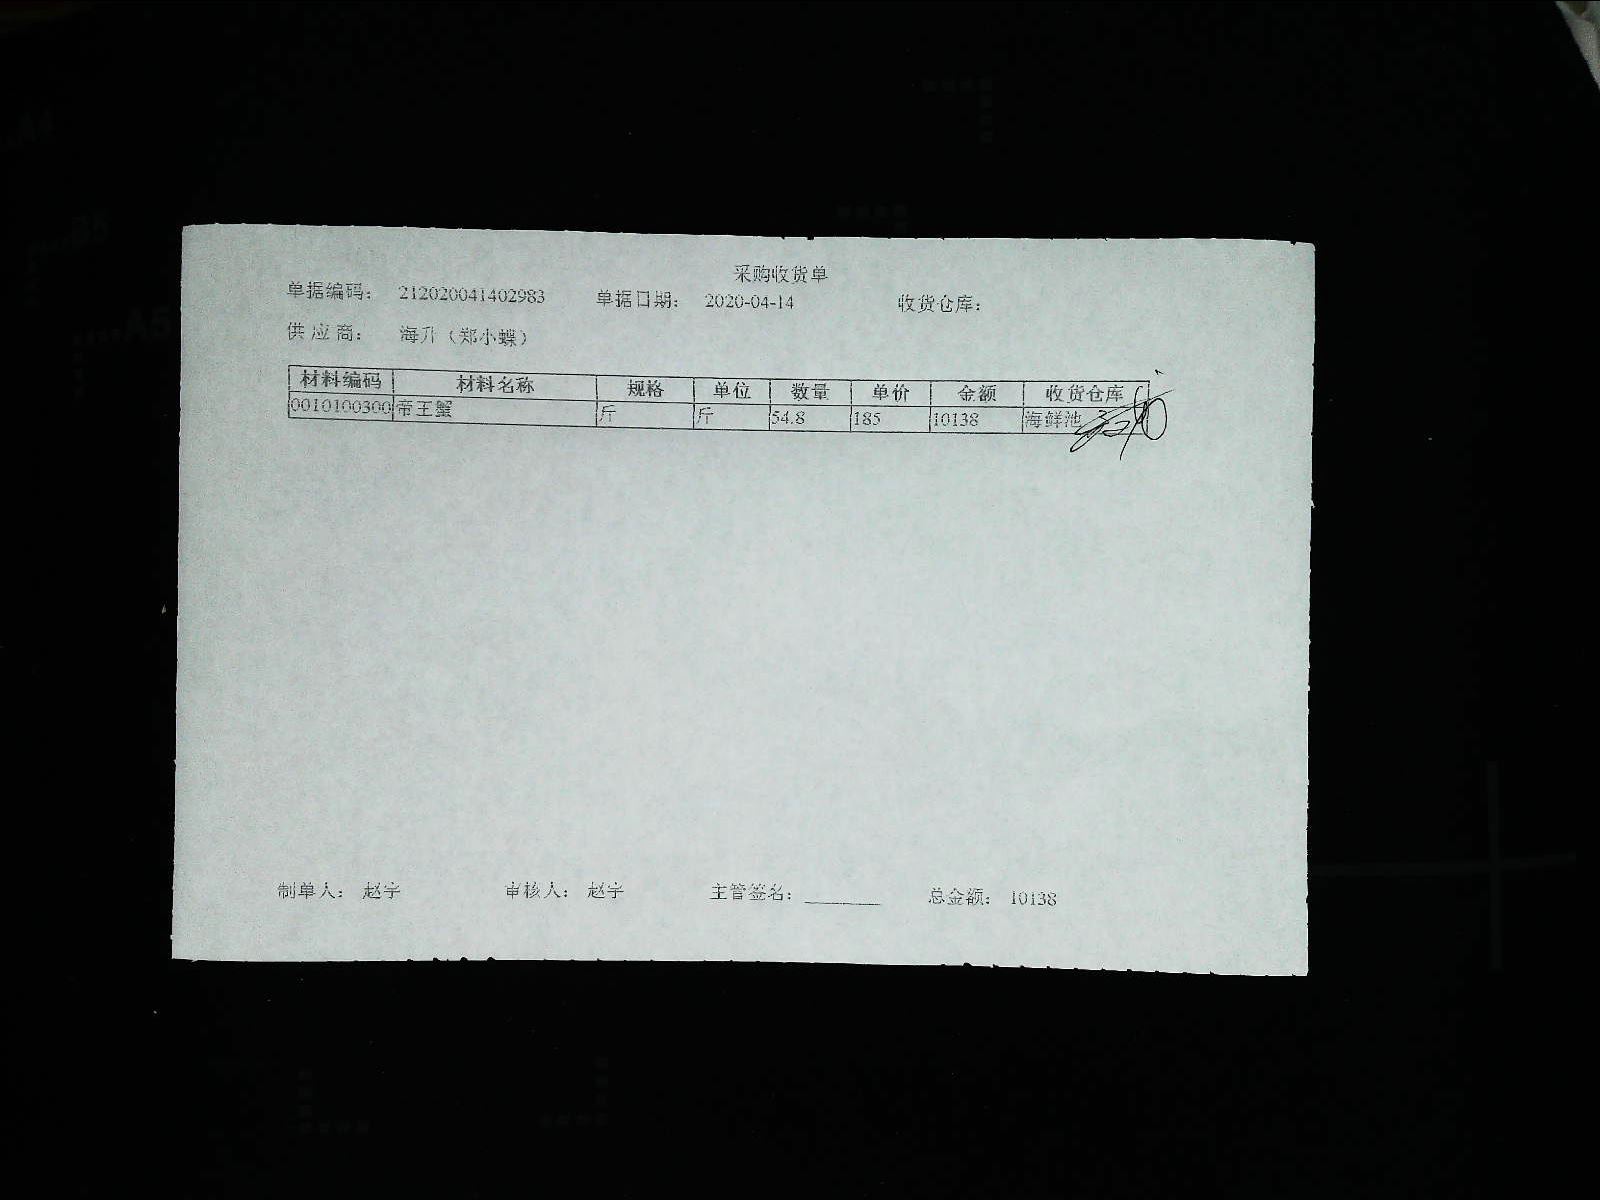 采购收货单
单据编码： 212020041402983 单据日期： 2020-04-14 收货仓库：
供应商： 海升（郑小蝶）
材料编码 材料名称 规格 单位 数量 单价 金额 收货仓库
0010100300 帝王蟹 斤 斤 54.8 185 10138 海鲜池
制单人： 赵宇 审核人： 赵宇 主管签名： 总金额： 10138